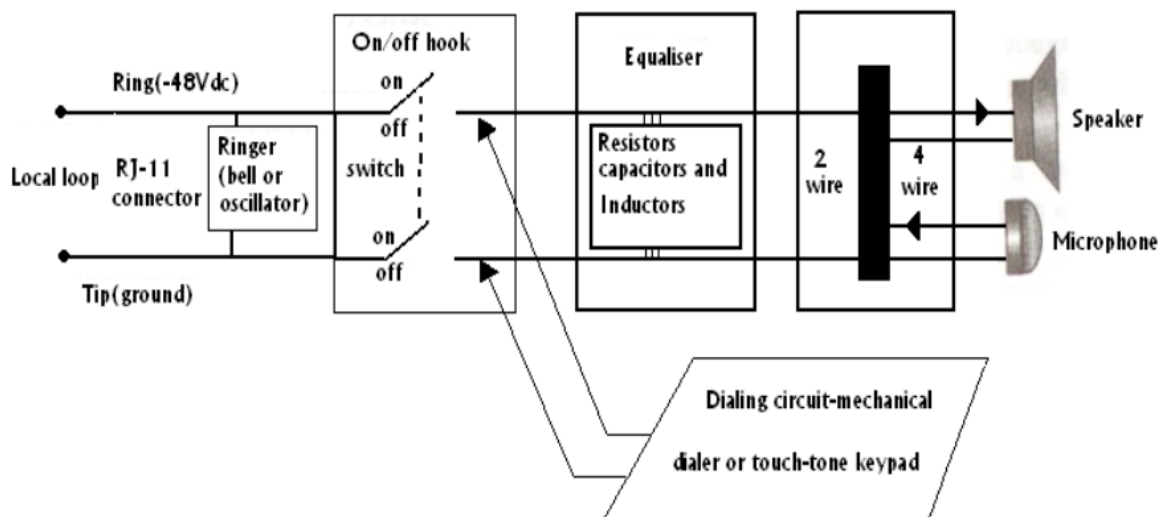 On/off hook
on
off
switch
on
off
Ring(-48Vdc)
Local loop
RJ-11
connector
Ringer
(bell or
oscillator)
Tip(ground)
Equaliser
Resistors
capacitors and
Inductors
2
wire
4
wire
Speaker
Microphone
Dialing circuit-mechanical
dialer or touch-tone keypad